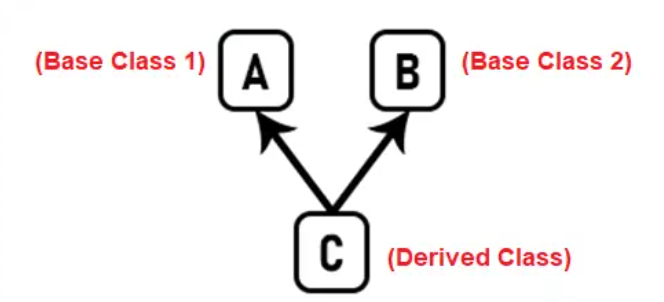 (Base Class 1) A B (Base Class 2)
C (Derived Class)